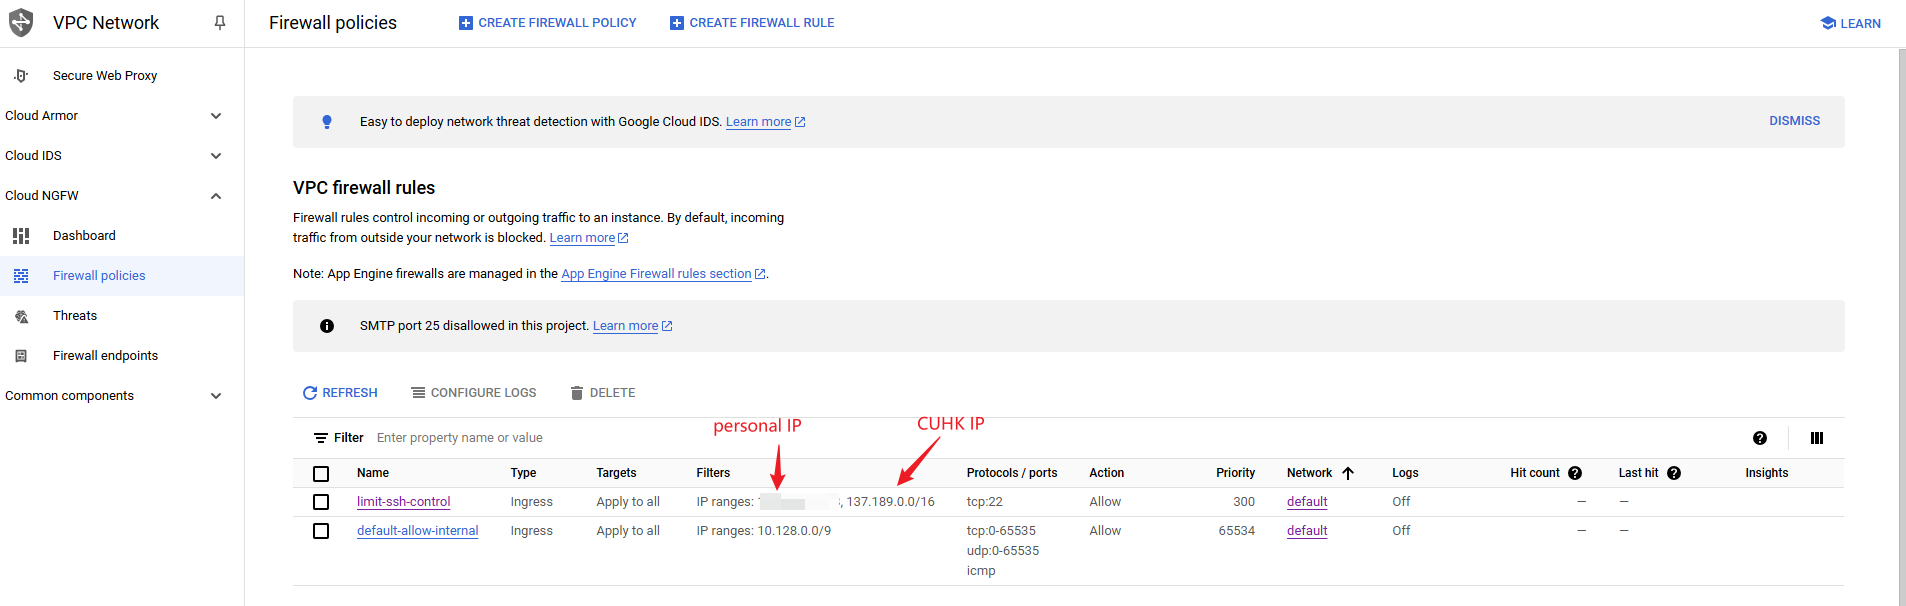 VPC Network
Firewall policies
CREATE FIREWALL POLICY
CREATE FIREWALL RULE
LEARN
Secure Web Proxy
Cloud Armor
Cloud IDS
Cloud NGFW
Dashboard
Firewall policies
Threats
Firewall endpoints
Common components
Easy to deploy network threat detection with Google Cloud IDS. Learn more
DISMISS
VPC firewall rules
Firewall rules control incoming or outgoing traffic to an instance. By default, incoming
traffic from outside your network is blocked. Learn more
Note: App Engine firewalls are managed in the App Engine Firewall rules section.
SMTP port 25 disallowed in this project. Learn more
REFRESH
CONFIGURE LOGS
DELETE
personal IP
CUHK IP
Filter Enter property name or value
Name Type Targets Filters Protocols / ports Action Priority Network Logs Hit count Last hit Insights
limit-ssh-control Ingress Apply to all IP ranges: , 137.189.0.0/16 tcp:22 Allow 300 default Off — —
default-allow-internal Ingress Apply to all IP ranges: 10.128.0.0/9 tcp:0-65535 Allow 65534 default Off — —
udp:0-65535
icmp